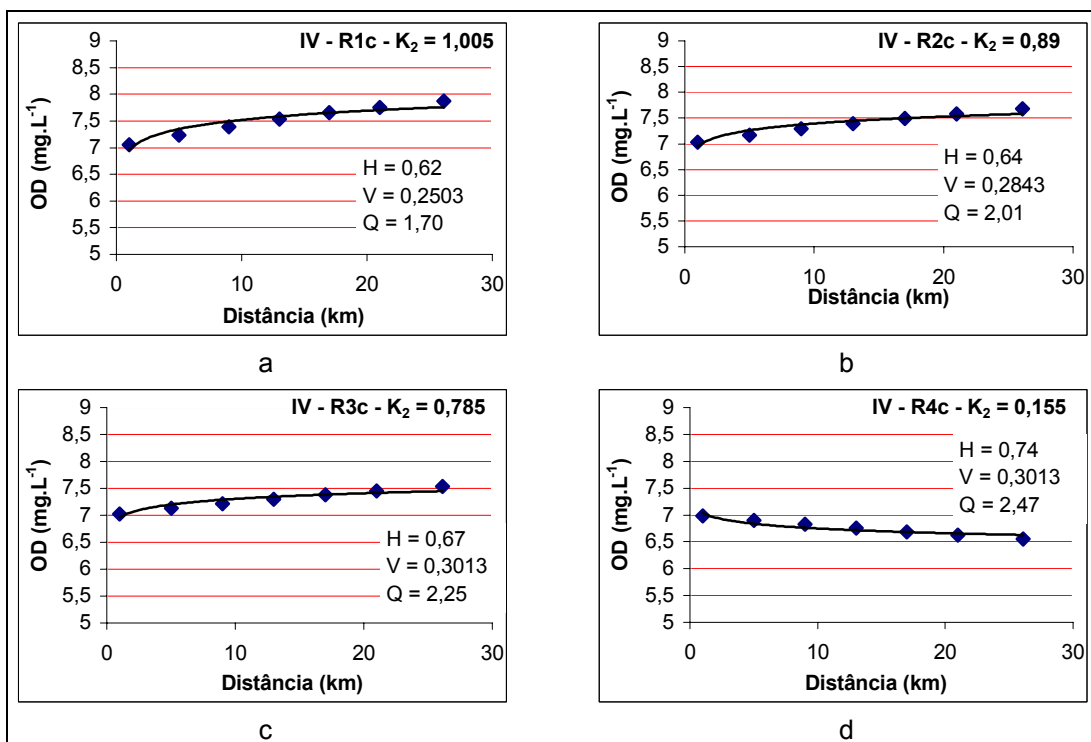 IV - R1c - K₂ = 1,005
9
8,5
8
7,5
7
6,5
6
5,5
5
OD (mg.L⁻¹)
H = 0,62
V = 0,2503
Q = 1,70
0 10 20 30
Distância (km)
a
IV - R2c - K₂ = 0,89
9
8,5
8
7,5
7
6,5
6
5,5
5
OD (mg.L⁻¹)
H = 0,64
V = 0,2843
Q = 2,01
0 10 20 30
Distância (km)
b
IV - R3c - K₂ = 0,785
9
8,5
8
7,5
7
6,5
6
5,5
5
OD (mg.L⁻¹)
H = 0,67
V = 0,3013
Q = 2,25
0 10 20 30
Distância (km)
c
IV - R4c - K₂ = 0,155
9
8,5
8
7,5
7
6,5
6
5,5
5
OD (mg.L⁻¹)
H = 0,74
V = 0,3013
Q = 2,47
0 10 20 30
Distância (km)
d